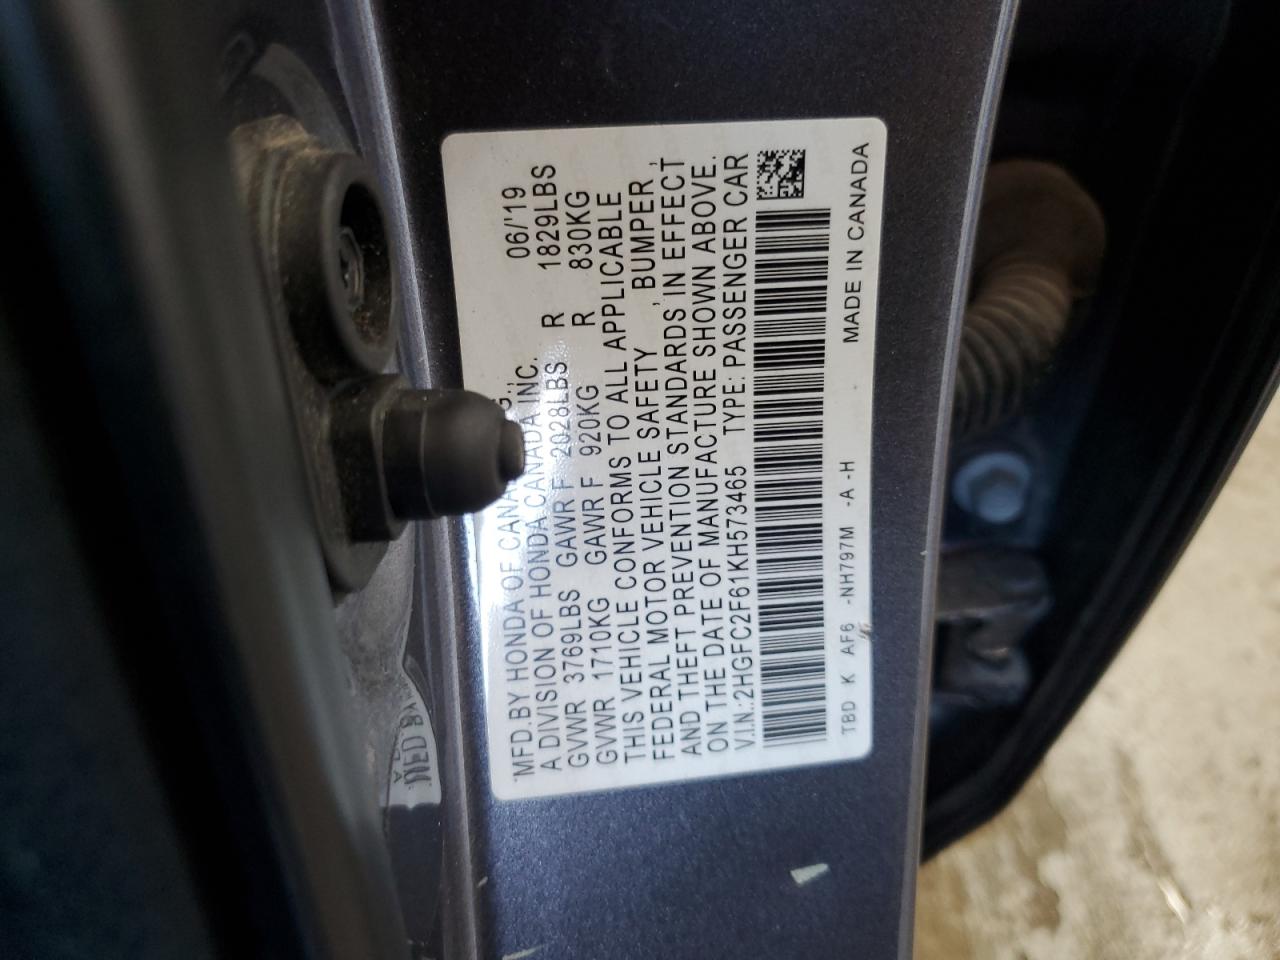 MFD. BY HONDA OF CANADA 06/'19
A DIVISION OF HONDA CANADA INC.
GVWR 3769LBS GAWR F 2028LBS R 1829LBS
GVWR 1710KG GAWR F 920KG R 830KG
THIS VEHICLE CONFORMS TO ALL APPLICABLE
FEDERAL MOTOR VEHICLE SAFETY, BUMPER,
AND THEFT PREVENTION STANDARDS IN EFFECT
ON THE DATE OF MANUFACTURE SHOWN ABOVE.
V.I.N.:2HGFC2F61KH573465 TYPE: PASSENGER CAR
TBD K AF6 -NH797M -A -H MADE IN CANADA